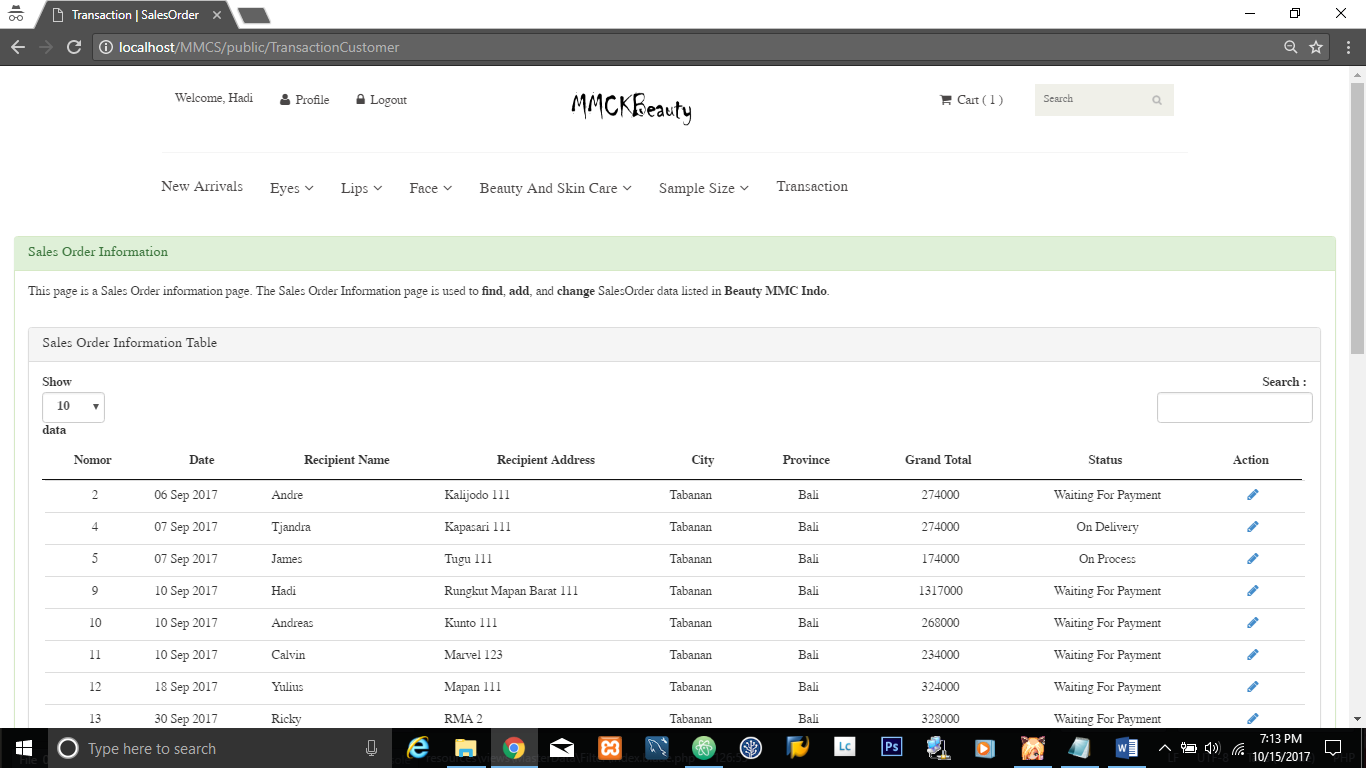 Transaction | SalesOrder
localhost/MMCS/public/TransactionCustomer
Welcome, Hadi Profile Logout MMCKBeauty Cart ( 1 ) Search
New Arrivals Eyes Lips Face Beauty And Skin Care Sample Size Transaction
Sales Order Information
This page is a Sales Order information page. The Sales Order Information page is used to find, add, and change SalesOrder data listed in Beauty MMC Indo.
Sales Order Information Table
Show Search :
10
data
Nomor Date Recipient Name Recipient Address City Province Grand Total Status Action
2 06 Sep 2017 Andre Kalijodo 111 Tabanan Bali 274000 Waiting For Payment
4 07 Sep 2017 Tjandra Kapasari 111 Tabanan Bali 274000 On Delivery
5 07 Sep 2017 James Tugu 111 Tabanan Bali 174000 On Process
9 10 Sep 2017 Hadi Rungkut Mapan Barat 111 Tabanan Bali 1317000 Waiting For Payment
10 10 Sep 2017 Andreas Kunto 111 Tabanan Bali 268000 Waiting For Payment
11 10 Sep 2017 Calvin Marvel 123 Tabanan Bali 234000 Waiting For Payment
12 18 Sep 2017 Yulius Mapan 111 Tabanan Bali 324000 Waiting For Payment
13 30 Sep 2017 Ricky RMA 2 Tabanan Bali 328000 Waiting For Payment
Type here to search LC Ps 7:13 PM
10/15/2017